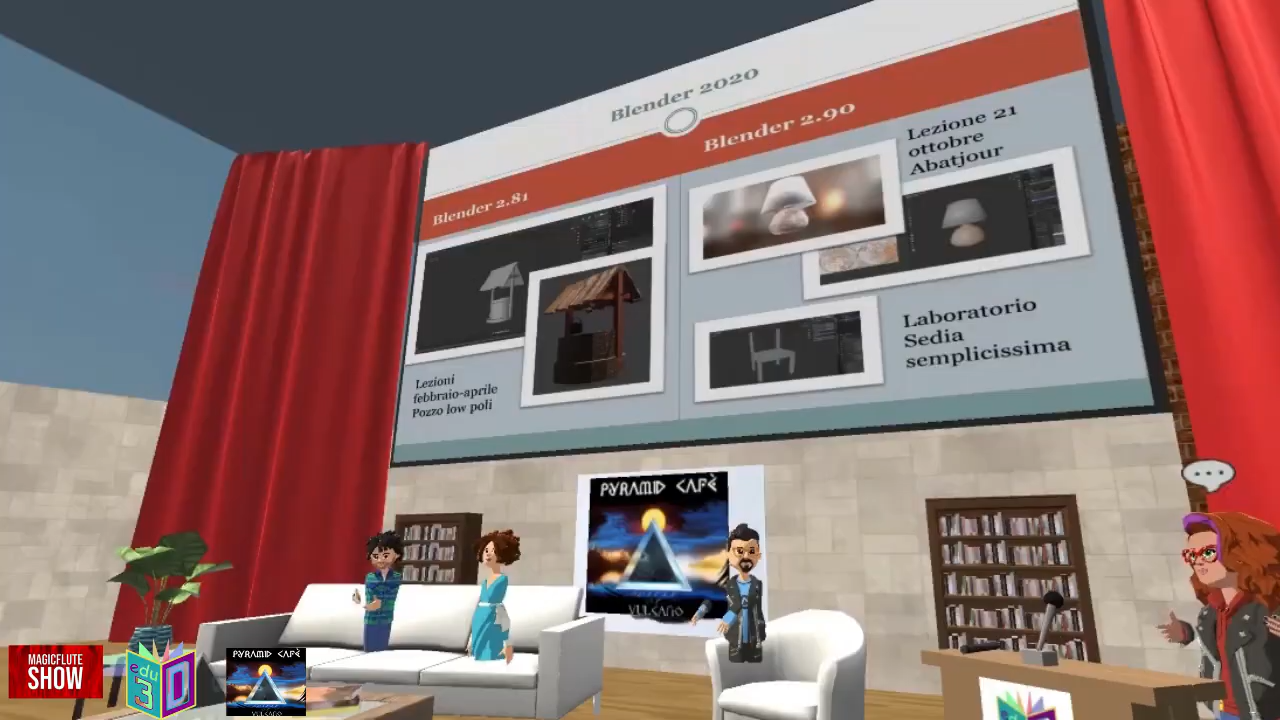 Blender 2020
Blender 2.81
Blender 2.90
Lezione 21
ottobre
Abatjour
Lezioni
febbraio-aprile
Pozzo low poli
Laboratorio
Sedia
semplicissima
PYRAMID CAFÈ
VULCANO
MAGICFLUTE
SHOW
edu
3D
PYRAMID CAFÈ
VULCANO